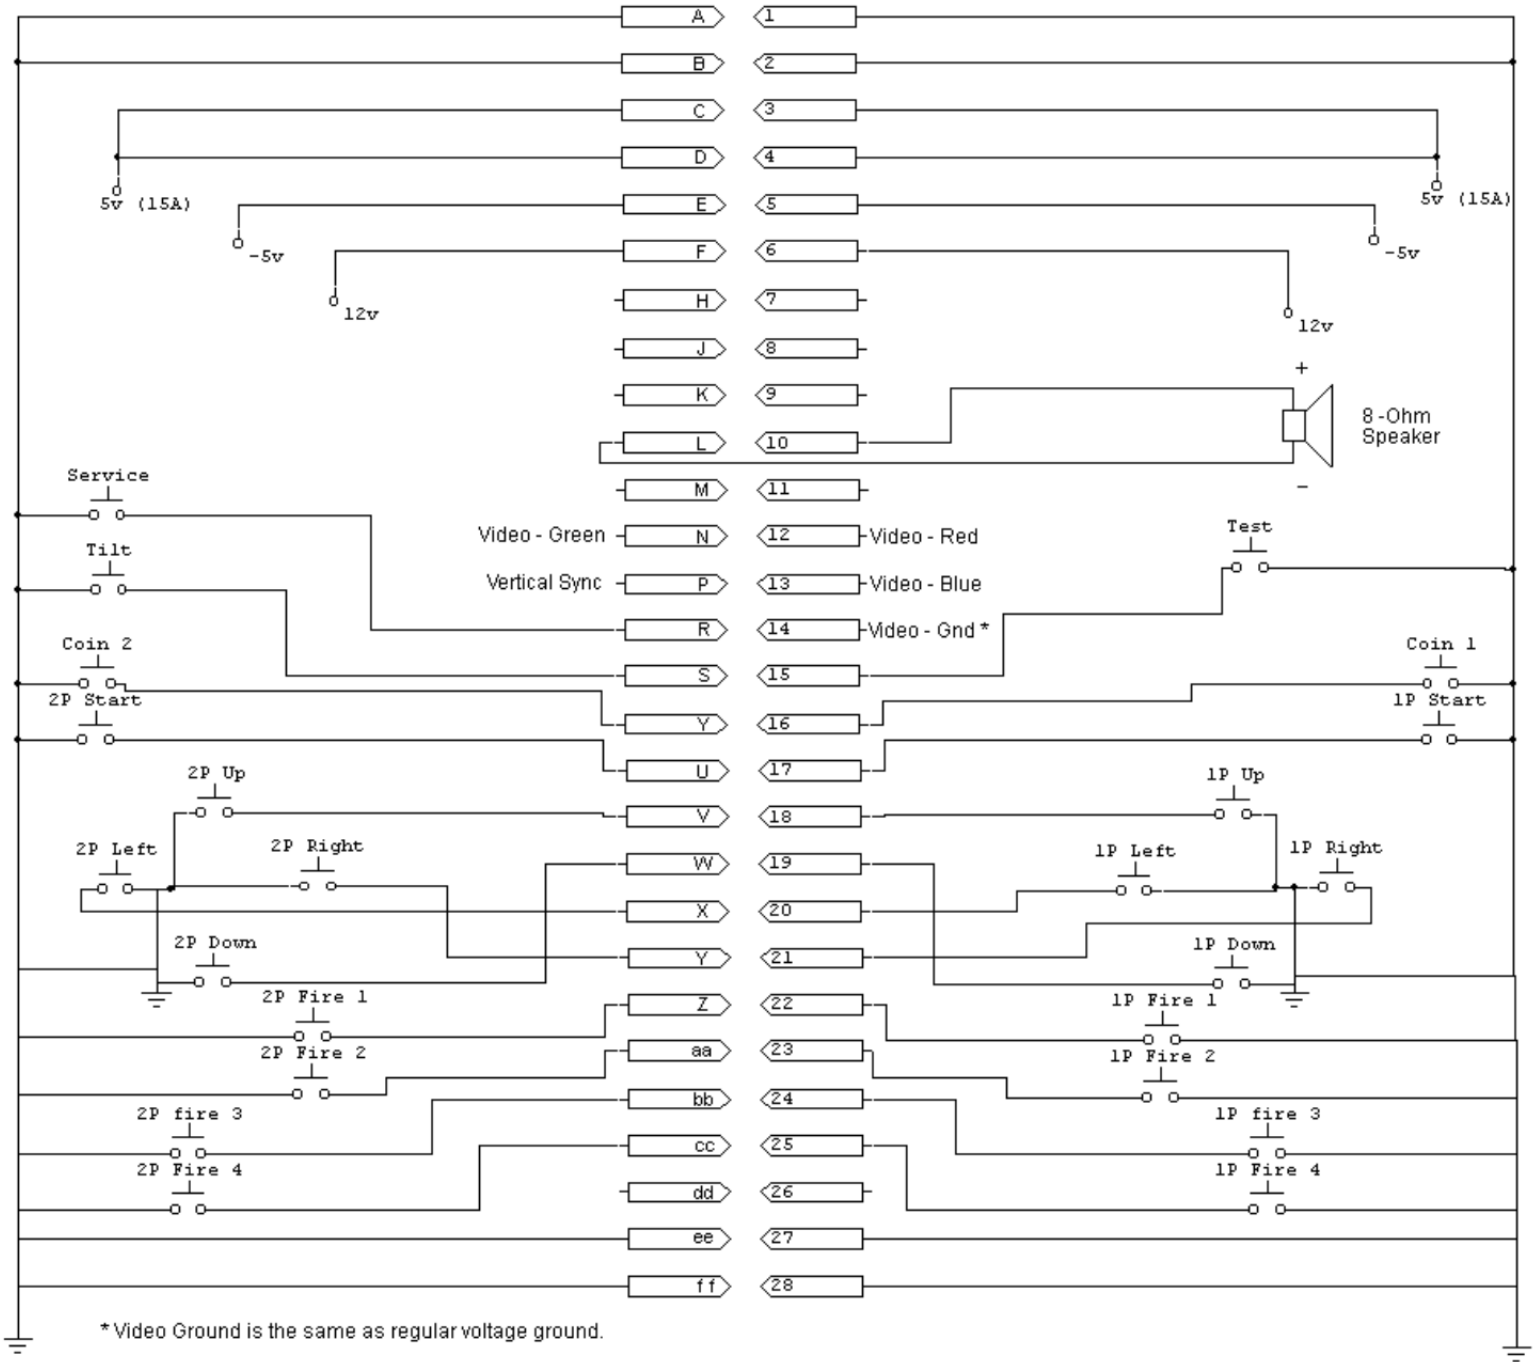 A 1
B 2
C 3
D 4
5v (15A) 5v (15A)
E 5
-5v -5v
F 6
12v 12v
H 7
J 8
+
K 9
8-Ohm
Speaker
L 10
-
Service
M 11
Video - Green N 12 Video - Red
Test
Tilt
Vertical Sync P 13 Video - Blue
R 14 Video - Gnd *
Coin 2 Coin 1
S 15
2P Start 1P Start
Y 16
U 17
2P Up 1P Up
V 18
2P Left 2P Right 1P Left 1P Right
W 19
X 20
2P Down 1P Down
Y 21
2P Fire 1 1P Fire 1
Z 22
2P Fire 2 1P Fire 2
aa 23
bb 24
2P fire 3 1P fire 3
cc 25
2P Fire 4 1P Fire 4
dd 26
ee 27
ff 28
* Video Ground is the same as regular voltage ground.